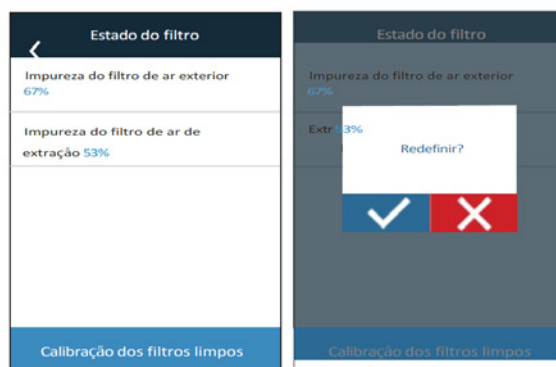 Estado do filtro
Impureza do filtro de ar exterior
67%
Impureza do filtro de ar de
extração 53%
Calibração dos filtros limpos
Estado do filtro
Impureza do filtro de ar exterior
67%
Extr 53%
Redefinir?
Calibração dos filtros limpos